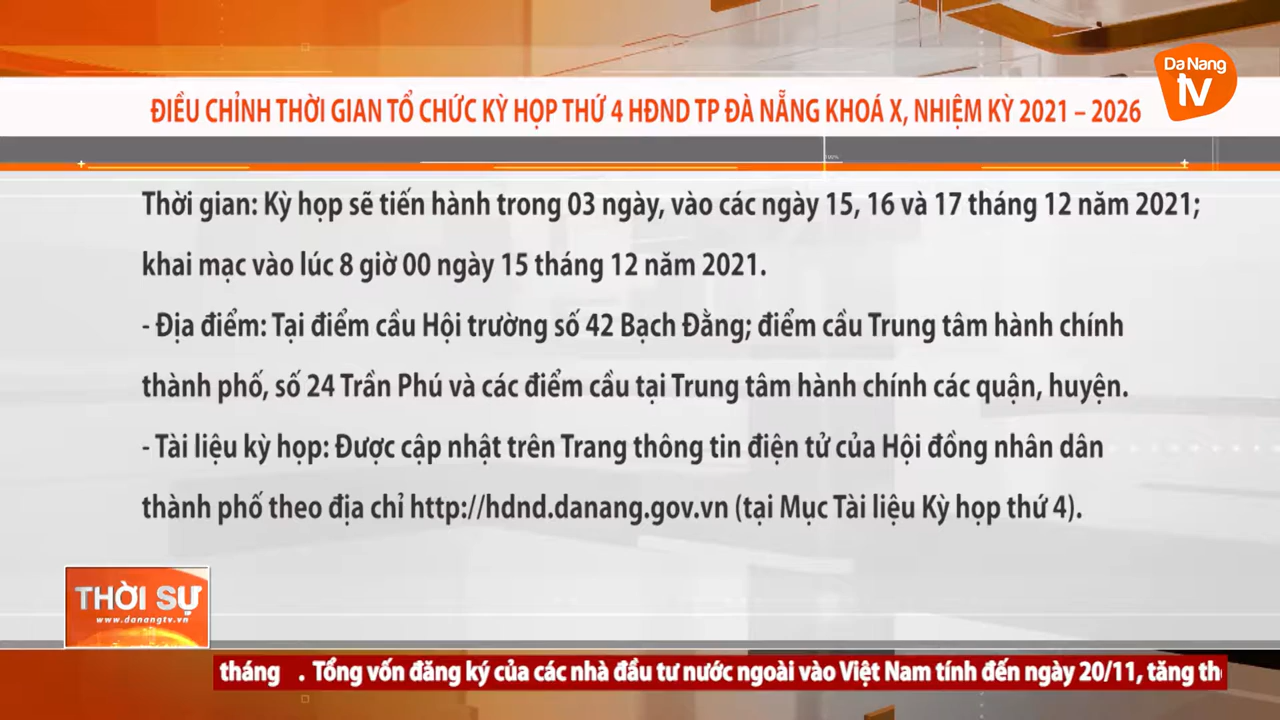 Da Nang
tv
ĐIỀU CHỈNH THỜI GIAN TỔ CHỨC KỲ HỌP THỨ 4 HĐND TP ĐÀ NẴNG KHOÁ X, NHIỆM KỲ 2021 – 2026
100%
Thời gian: Kỳ họp sẽ tiến hành trong 03 ngày, vào các ngày 15, 16 và 17 tháng 12 năm 2021;
khai mạc vào lúc 8 giờ 00 ngày 15 tháng 12 năm 2021.
- Địa điểm: Tại điểm cầu Hội trường số 42 Bạch Đằng; điểm cầu Trung tâm hành chính
thành phố, số 24 Trần Phú và các điểm cầu tại Trung tâm hành chính các quận, huyện.
- Tài liệu kỳ họp: Được cập nhật trên Trang thông tin điện tử của Hội đồng nhân dân
thành phố theo địa chỉ http://hdnd.danang.gov.vn (tại Mục Tài liệu Kỳ họp thứ 4).
THỜI SỰ
www.danangtv.vn
tháng . Tổng vốn đăng ký của các nhà đầu tư nước ngoài vào Việt Nam tính đến ngày 20/11, tăng